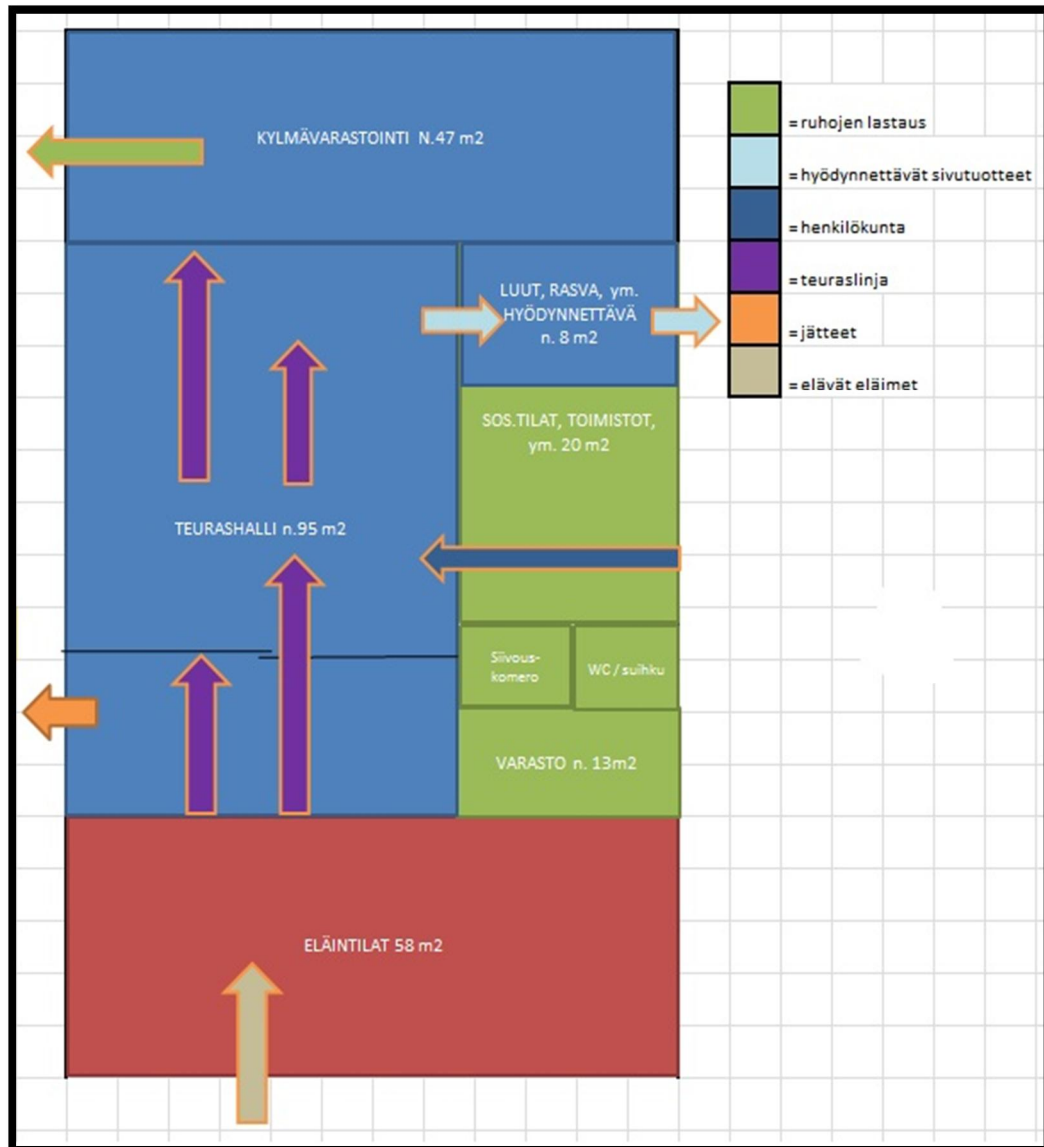 KYLMÄVARASTOINTI N.47 m2
= ruhojen lastaus
= hyödynnettävät sivutuotteet
= henkilökunta
= teuraslinja
= jätteet
= elävät eläimet
LUUT, RASVA, ym.
HYÖDYNNETTÄVÄ
n. 8 m2
SOS.TILAT, TOIMISTOT,
ym. 20 m2
TEURASHALLI n.95 m2
Siivous-
komero
WC / suihku
VARASTO n. 13m2
ELÄINTILAT 58 m2